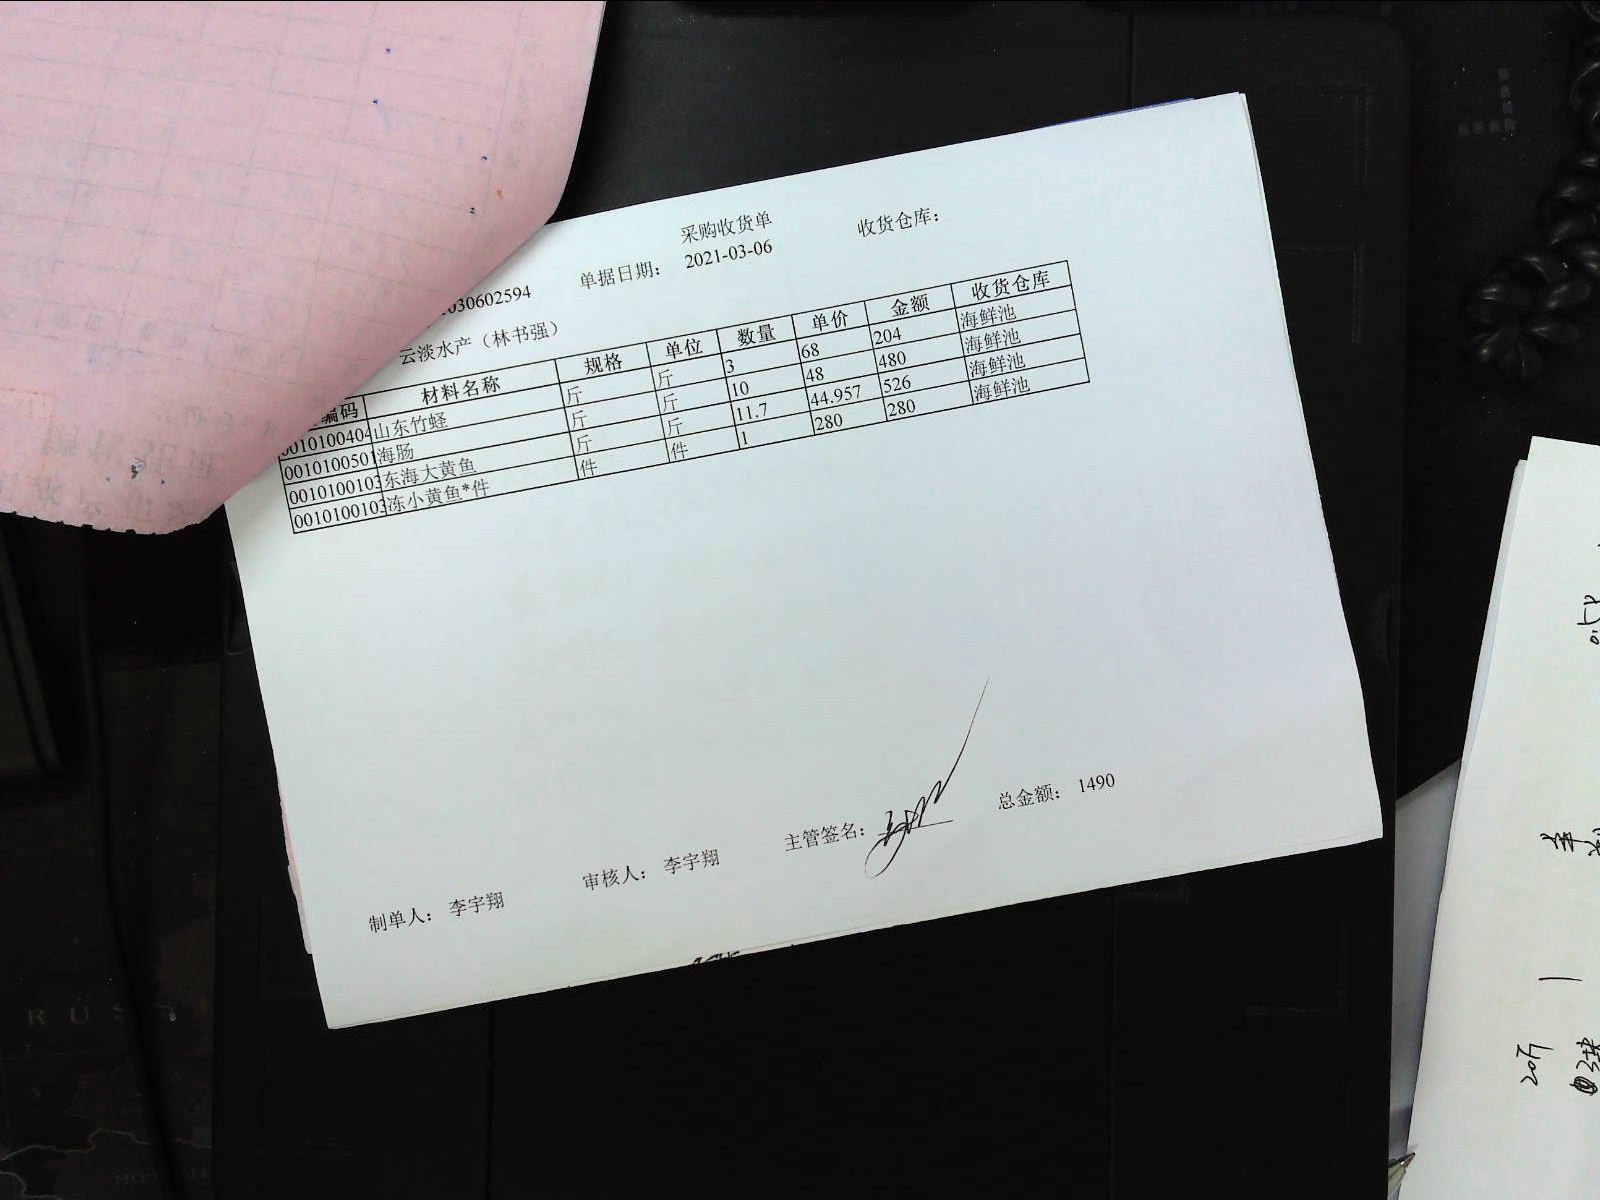 采购收货单
收货仓库：
单据日期： 2021-03-06
030602594
云淡水产（林书强）
编码 材料名称 规格 单位 数量 单价 金额 收货仓库
0010100404 山东竹蛏 斤 斤 3 68 204 海鲜池
0010100501 海肠 斤 斤 10 48 480 海鲜池
0010100103 东海大黄鱼 斤 斤 11.7 44.957 526 海鲜池
0010100103 冻小黄鱼*件 件 件 1 280 280 海鲜池
制单人： 李宇翔 审核人： 李宇翔 主管签名： 总金额： 1490
20斤